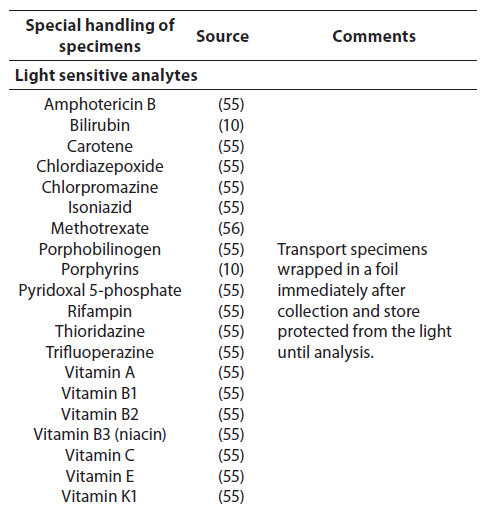 Special handling of specimens Source Comments
Light sensitive analytes
Amphotericin B (55)
Bilirubin (10)
Carotene (55)
Chlordiazepoxide (55)
Chlorpromazine (55)
Isoniazid (55)
Methotrexate (56)
Porphobilinogen (55) Transport specimens
Porphyrins (10) wrapped in a foil
Pyridoxal 5-phosphate (55) immediately after
Rifampin (55) collection and store
Thioridazine (55) protected from the light
Trifluoperazine (55) until analysis.
Vitamin A (55)
Vitamin B1 (55)
Vitamin B2 (55)
Vitamin B3 (niacin) (55)
Vitamin C (55)
Vitamin E (55)
Vitamin K1 (55)